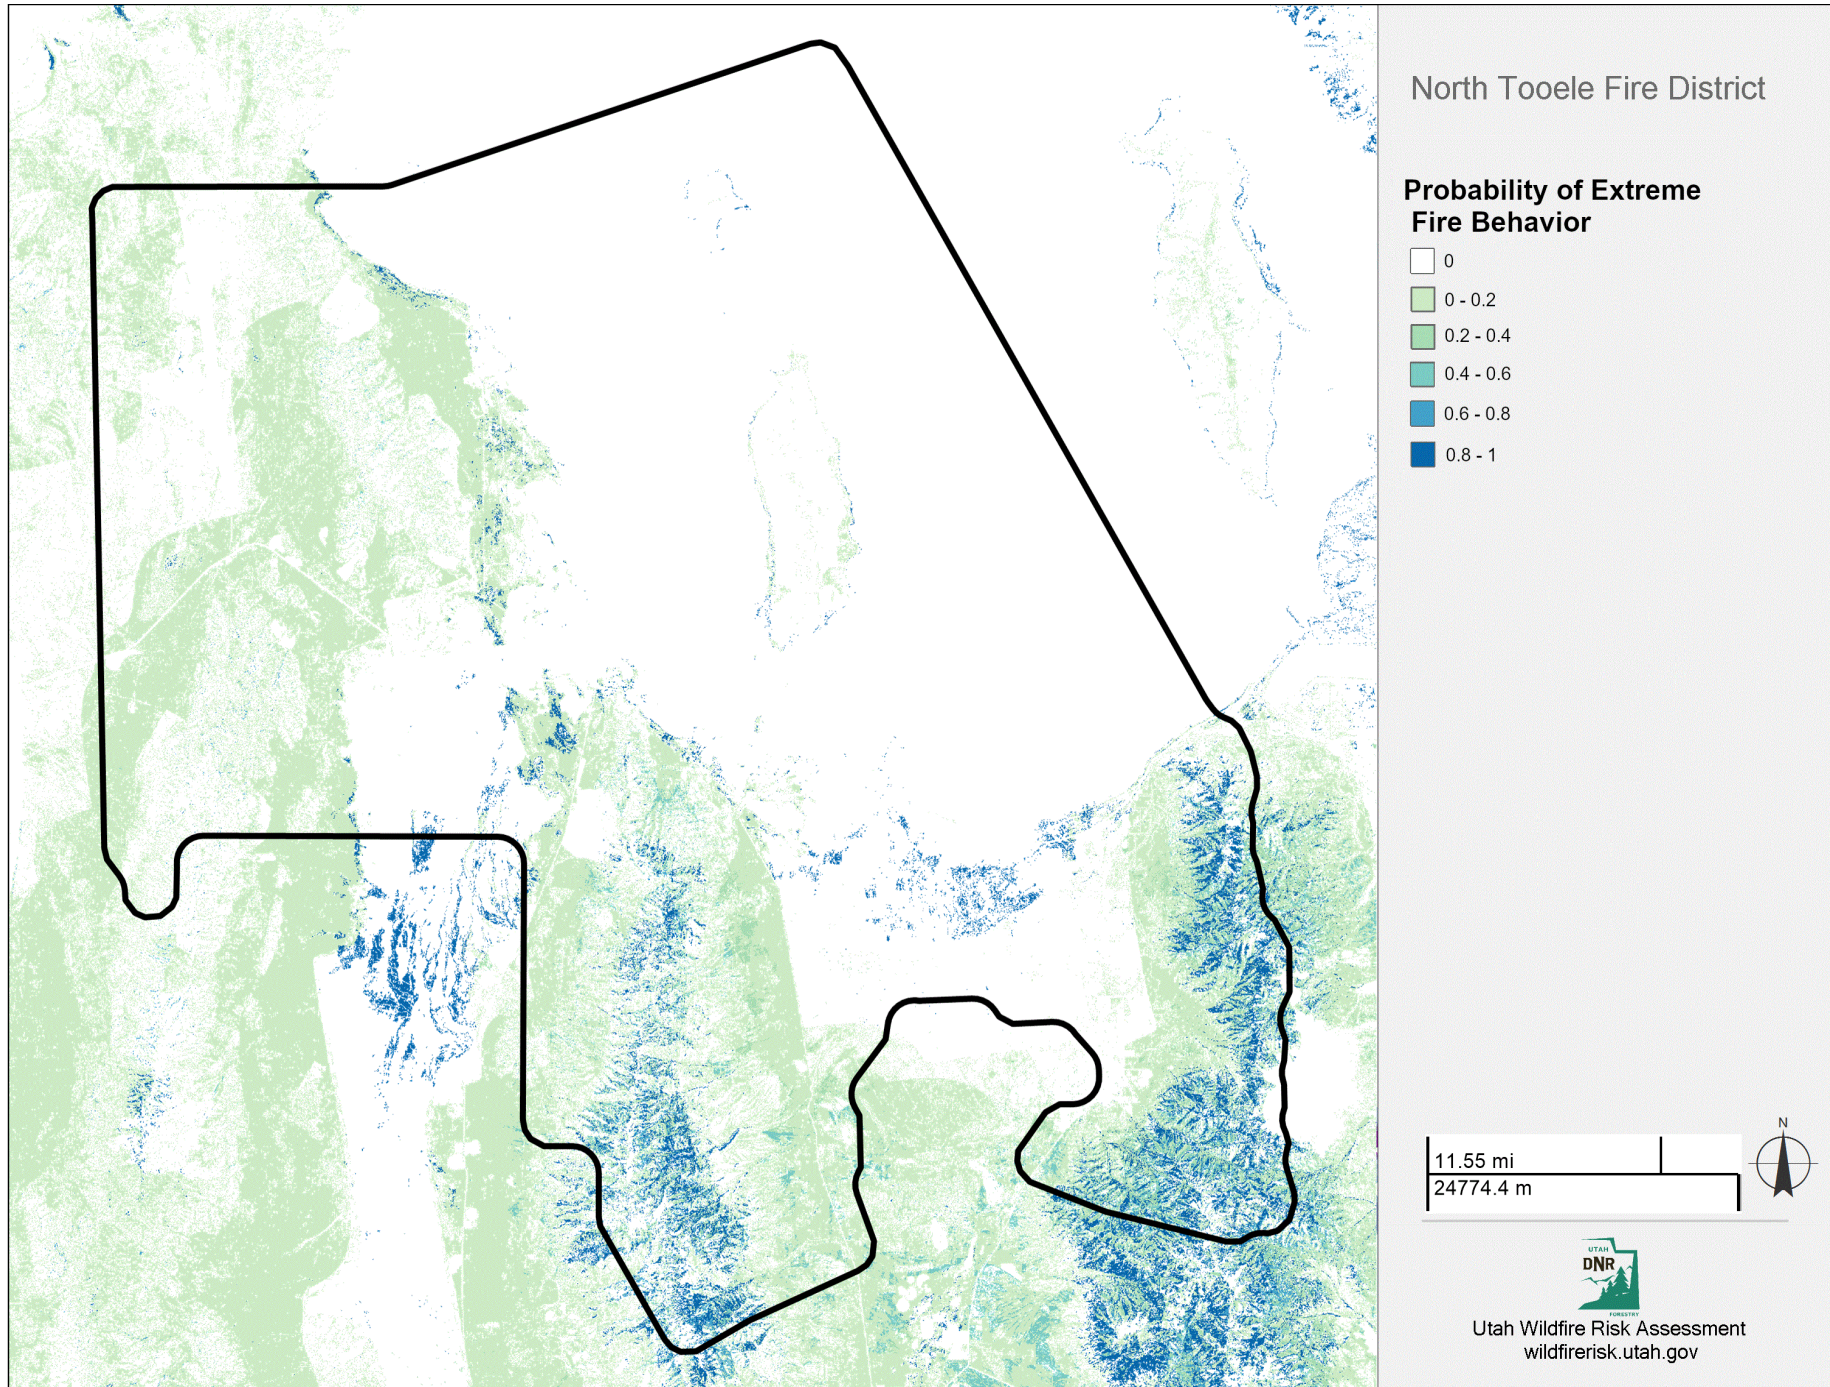 North Tooele Fire District
Probability of Extreme
Fire Behavior
0
0 - 0.2
0.2 - 0.4
0.4 - 0.6
0.6 - 0.8
0.8 - 1
N
11.55 mi
24774.4 m
UTAH
DNR
FORESTRY
Utah Wildfire Risk Assessment
wildfirerisk.utah.gov